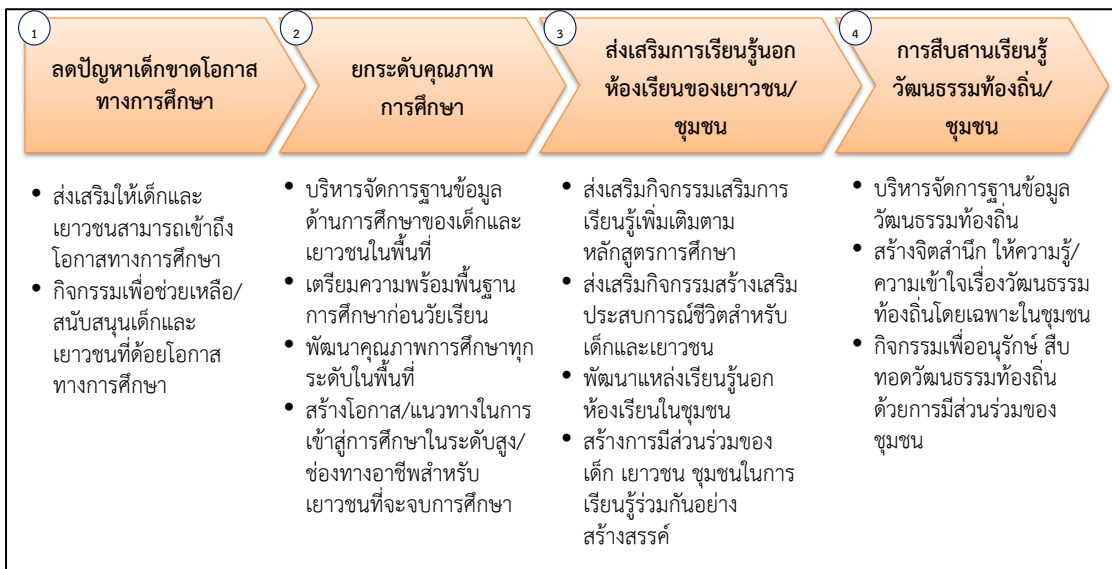 1
ลดปัญหาเด็กขาดโอกาส
ทางการศึกษา
• ส่งเสริมให้เด็กและ
เยาวชนสามารถเข้าถึง
โอกาสทางการศึกษา
• กิจกรรมเพื่อช่วยเหลือ/
สนับสนุนเด็กและ
เยาวชนที่ด้อยโอกาส
ทางการศึกษา
2
ยกระดับคุณภาพ
การศึกษา
• บริหารจัดการฐานข้อมูล
ด้านการศึกษาของเด็กและ
เยาวชนในพื้นที่
• เตรียมความพร้อมพื้นฐาน
การศึกษาก่อนวัยเรียน
• พัฒนาคุณภาพการศึกษาทุก
ระดับในพื้นที่
• สร้างโอกาส/แนวทางในการ
เข้าสู่การศึกษาในระดับสูง/
ช่องทางอาชีพสำหรับ
เยาวชนที่จะจบการศึกษา
3
ส่งเสริมการเรียนรู้นอก
ห้องเรียนของเยาวชน/
ชุมชน
• ส่งเสริมกิจกรรมเสริมการ
เรียนรู้เพิ่มเติมตาม
หลักสูตรการศึกษา
• ส่งเสริมกิจกรรมสร้างเสริม
ประสบการณ์ชีวิตสำหรับ
เด็กและเยาวชน
• พัฒนาแหล่งเรียนรู้นอก
ห้องเรียนในชุมชน
• สร้างการมีส่วนร่วมของ
เด็ก เยาวชน ชุมชนในการ
เรียนรู้ร่วมกันอย่าง
สร้างสรรค์
4
การสืบสานเรียนรู้
วัฒนธรรมท้องถิ่น/
ชุมชน
• บริหารจัดการฐานข้อมูล
วัฒนธรรมท้องถิ่น
• สร้างจิตสำนึก ให้ความรู้/
ความเข้าใจเรื่องวัฒนธรรม
ท้องถิ่นโดยเฉพาะในชุมชน
• กิจกรรมเพื่ออนุรักษ์ สืบ
ทอดวัฒนธรรมท้องถิ่น
ด้วยการมีส่วนร่วมของ
ชุมชน